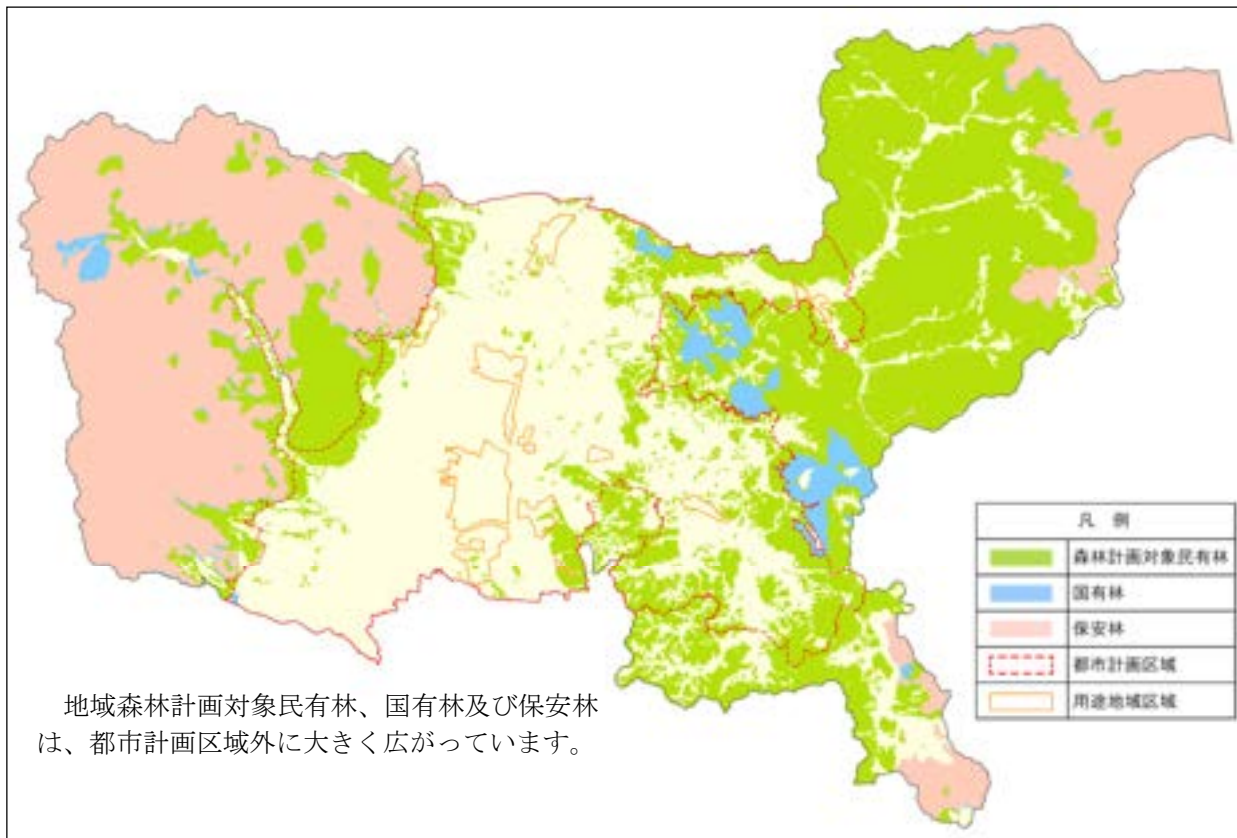 凡 例
森林計画対象民有林
国有林
保安林
都市計画区域
用途地域区域
地域森林計画対象民有林、国有林及び保安林
は、都市計画区域外に大きく広がっています。